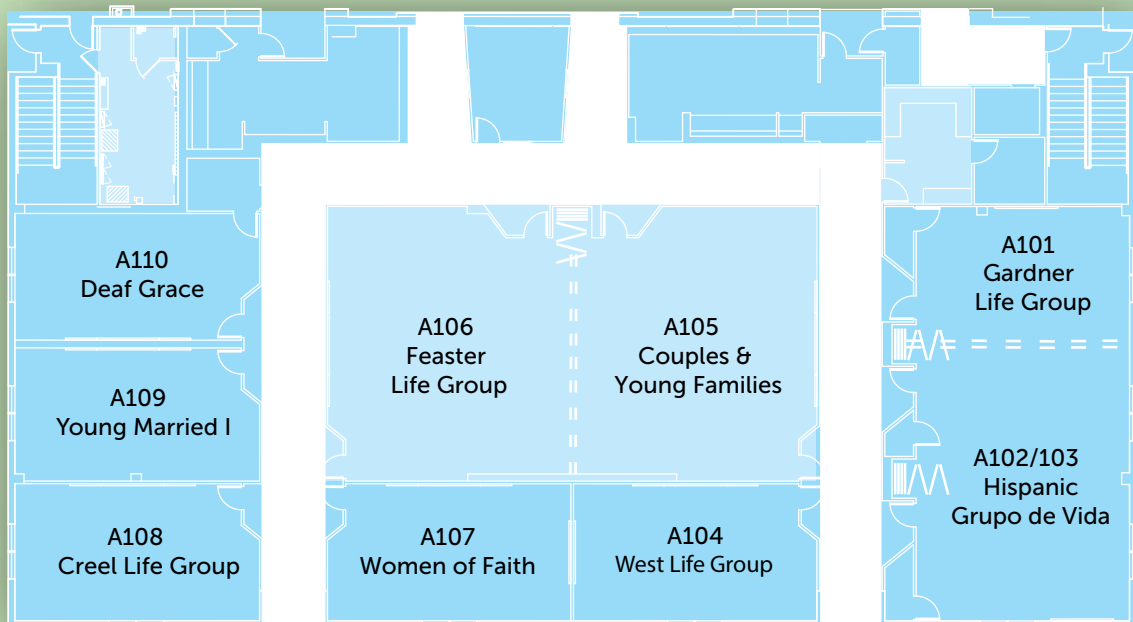 A110
Deaf Grace
A109
Young Married I
A108
Creel Life Group
A106
Feaster
Life Group
A105
Couples &
Young Families
A107
Women of Faith
A104
West Life Group
A101
Gardner
Life Group
A102/103
Hispanic
Grupo de Vida